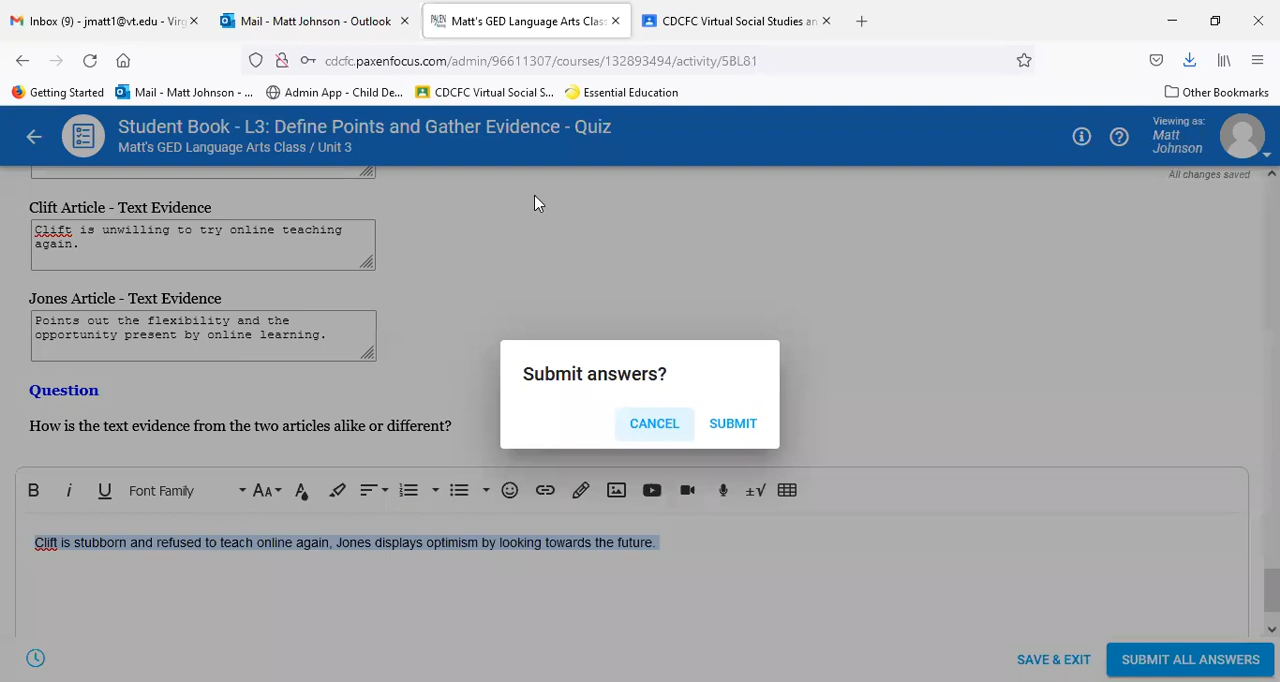 Inbox (9) - jmatt1@vt.edu - Virg
Mail - Matt Johnson - Outlook
PAXEN
Matt's GED Language Arts Class
CDCFC Virtual Social Studies an
cdcfc.paxenfocus.com/admin/96611307/courses/132893494/activity/5BL81
Getting Started
Mail - Matt Johnson - ...
Admin App - Child De...
CDCFC Virtual Social S...
Essential Education
Other Bookmarks
Student Book - L3: Define Points and Gather Evidence - Quiz
Matt's GED Language Arts Class / Unit 3
Viewing as:
Matt
Johnson
All changes saved
Clift Article - Text Evidence
Clift is unwilling to try online teaching
again.
Jones Article - Text Evidence
Points out the flexibility and the
opportunity present by online learning.
Question
How is the text evidence from the two articles alike or different?
Submit answers?
CANCEL
SUBMIT
B i U Font Family AA A
Clift is stubborn and refused to teach online again, Jones displays optimism by looking towards the future.
SAVE & EXIT
SUBMIT ALL ANSWERS